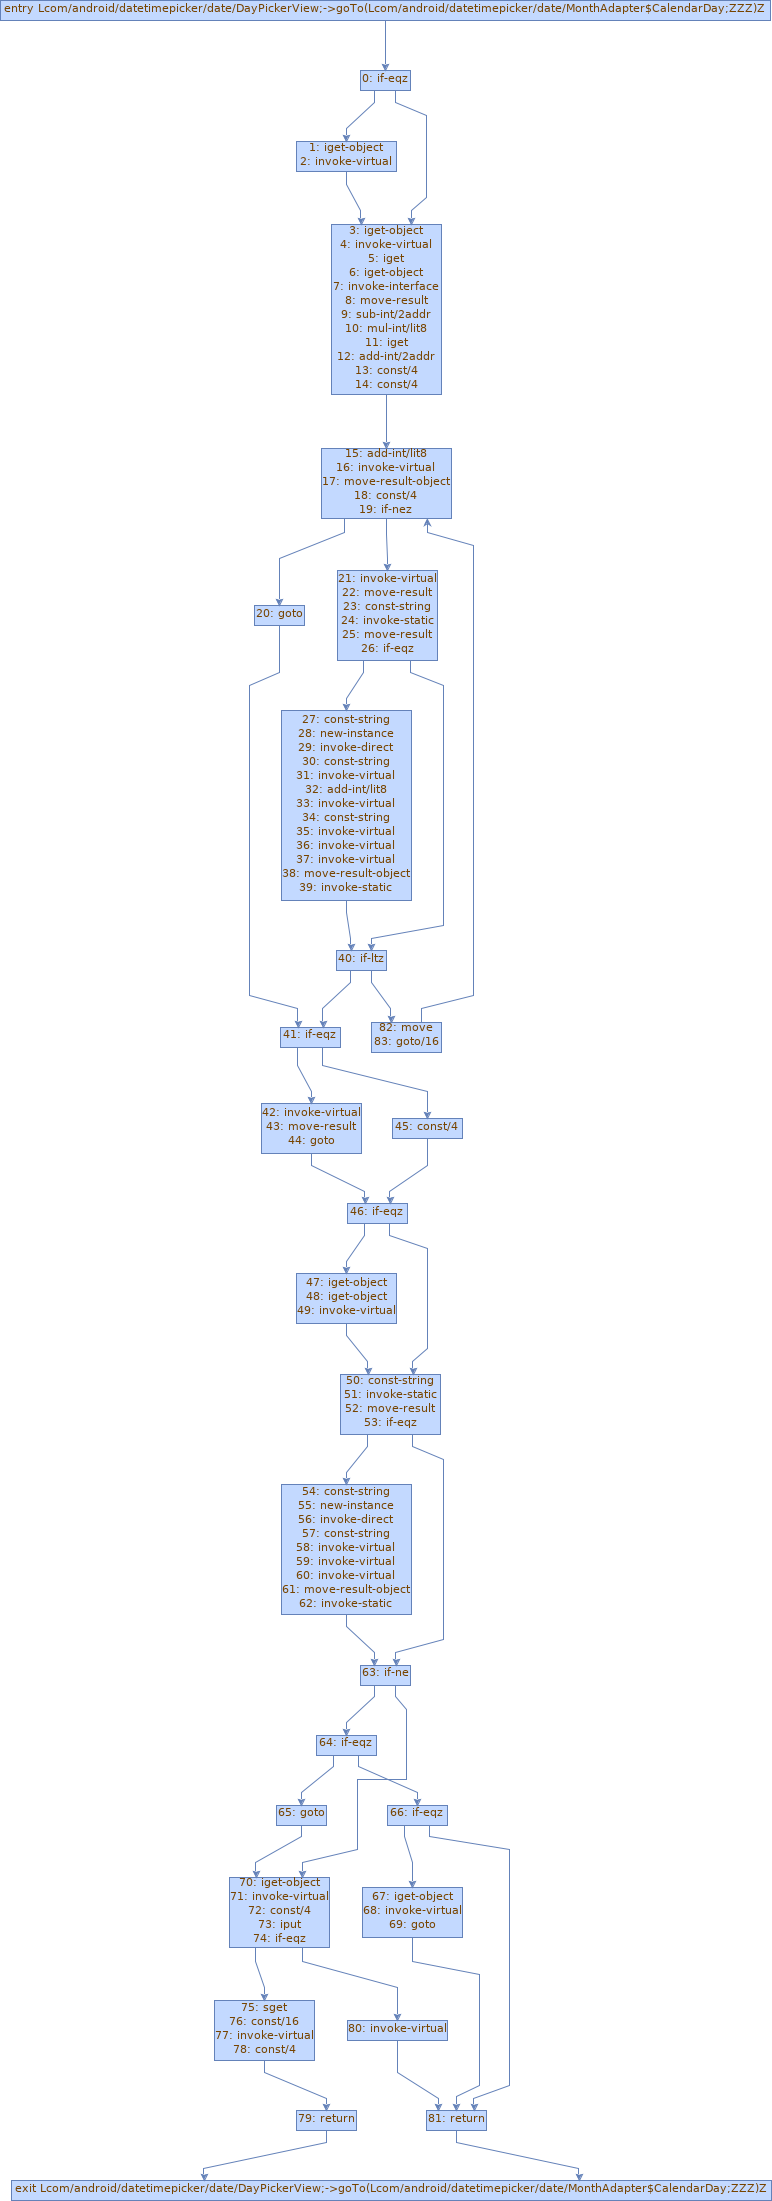 entry Lcom/android/datetimepicker/date/DayPickerView;->goTo(Lcom/android/datetimepicker/date/MonthAdapter$CalendarDay;ZZZ)Z
0: if-eqz
1: iget-object
2: invoke-virtual
3: iget-object
4: invoke-virtual
5: iget
6: iget-object
7: invoke-interface
8: move-result
9: sub-int/2addr
10: mul-int/lit8
11: iget
12: add-int/2addr
13: const/4
14: const/4
15: add-int/lit8
16: invoke-virtual
17: move-result-object
18: const/4
19: if-nez
20: goto
21: invoke-virtual
22: move-result
23: const-string
24: invoke-static
25: move-result
26: if-eqz
27: const-string
28: new-instance
29: invoke-direct
30: const-string
31: invoke-virtual
32: add-int/lit8
33: invoke-virtual
34: const-string
35: invoke-virtual
36: invoke-virtual
37: invoke-virtual
38: move-result-object
39: invoke-static
40: if-ltz
41: if-eqz
82: move
83: goto/16
42: invoke-virtual
43: move-result
44: goto
45: const/4
46: if-eqz
47: iget-object
48: iget-object
49: invoke-virtual
50: const-string
51: invoke-static
52: move-result
53: if-eqz
54: const-string
55: new-instance
56: invoke-direct
57: const-string
58: invoke-virtual
59: invoke-virtual
60: invoke-virtual
61: move-result-object
62: invoke-static
63: if-ne
64: if-eqz
65: goto
66: if-eqz
70: iget-object
71: invoke-virtual
72: const/4
73: iput
74: if-eqz
67: iget-object
68: invoke-virtual
69: goto
75: sget
76: const/16
77: invoke-virtual
78: const/4
80: invoke-virtual
79: return
81: return
exit Lcom/android/datetimepicker/date/DayPickerView;->goTo(Lcom/android/datetimepicker/date/MonthAdapter$CalendarDay;ZZZ)Z